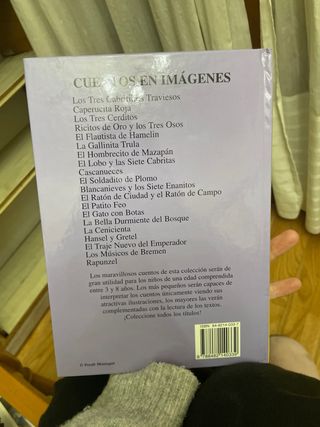 CUENTOS EN IMÁGENES
Los Tres Cabritillos Traviesos
Caperucita Roja
Los Tres Cerditos
Ricitos de Oro y los Tres Osos
El Flautista de Hamelín
La Gallinita Trula
El Hombrecito de Mazapán
El Lobo y las Siete Cabritas
Cascanueces
El Soldadito de Plomo
Blancanieves y los Siete Enanitos
El Ratón de Ciudad y el Ratón de Campo
El Patito Feo
El Gato con Botas
La Bella Durmiente del Bosque
La Cenicienta
Hansel y Gretel
El Traje Nuevo del Emperador
Los Músicos de Bremen
Rapunzel
Los maravillosos cuentos de esta colección serán de
gran utilidad para los niños de una edad comprendida
entre 3 y 8 años. Los más pequeños serán capaces de
interpretar los cuentos únicamente viendo sus
atractivas ilustraciones, los mayores las verán
complementadas con la lectura de los textos.
¡Coleccione todos los títulos!